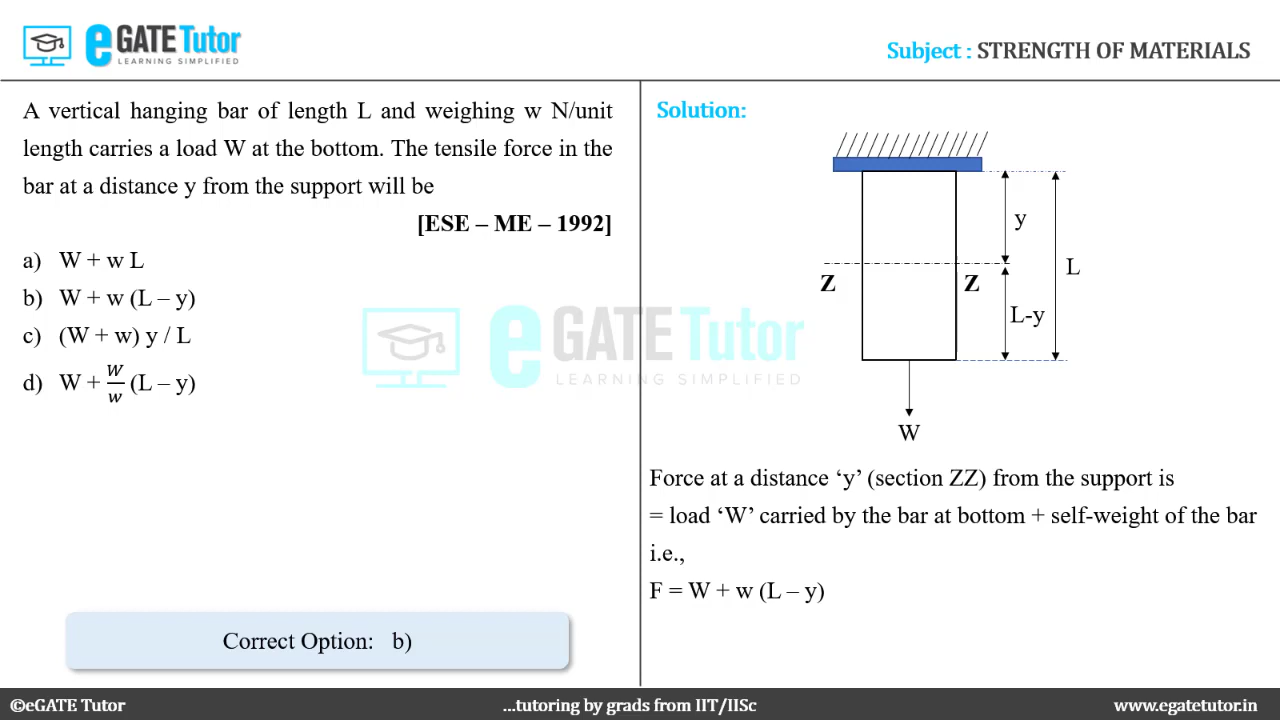 e GATE Tutor
LEARNING SIMPLIFIED
Subject : STRENGTH OF MATERIALS
A vertical hanging bar of length L and weighing w N/unit
length carries a load W at the bottom. The tensile force in the
bar at a distance y from the support will be
[ESE – ME – 1992]
a) W + w L
b) W + w (L – y)
c) (W + w) y / L
d) W + W/w (L – y)
Correct Option: b)
Solution:
y
L
Z Z
L-y
W
e GATE Tutor
LEARNING SIMPLIFIED
Force at a distance ‘y’ (section ZZ) from the support is
= load ‘W’ carried by the bar at bottom + self-weight of the bar
i.e.,
F = W + w (L – y)
©eGATE Tutor
...tutoring by grads from IIT/IISc
www.egatetutor.in